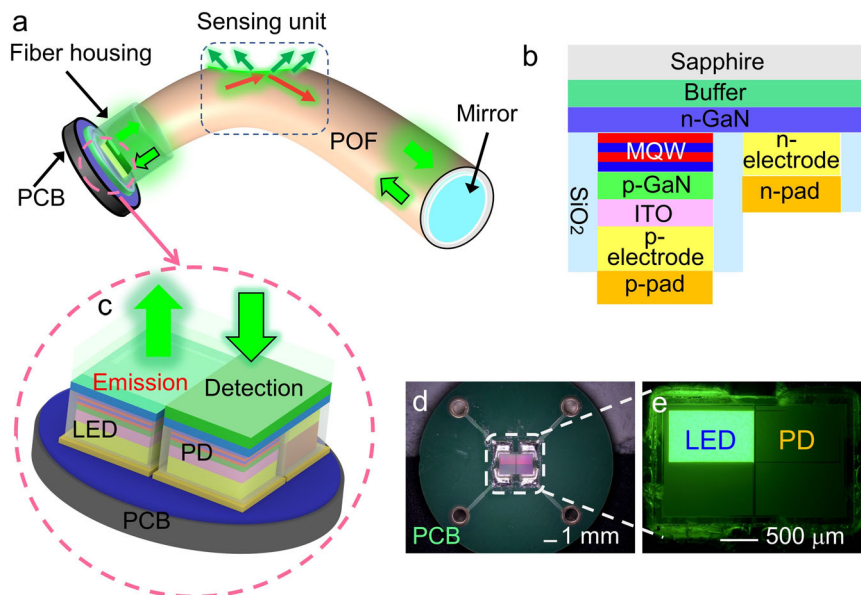 a
Sensing unit
Fiber housing
Mirror
POF
PCB
b
Sapphire
Buffer
n-GaN
MQW
n-
electrode
p-GaN
n-pad
SiO₂
ITO
p-
electrode
p-pad
c
Emission
Detection
LED
PD
PCB
d
PCB
1 mm
e
LED
PD
500 μm